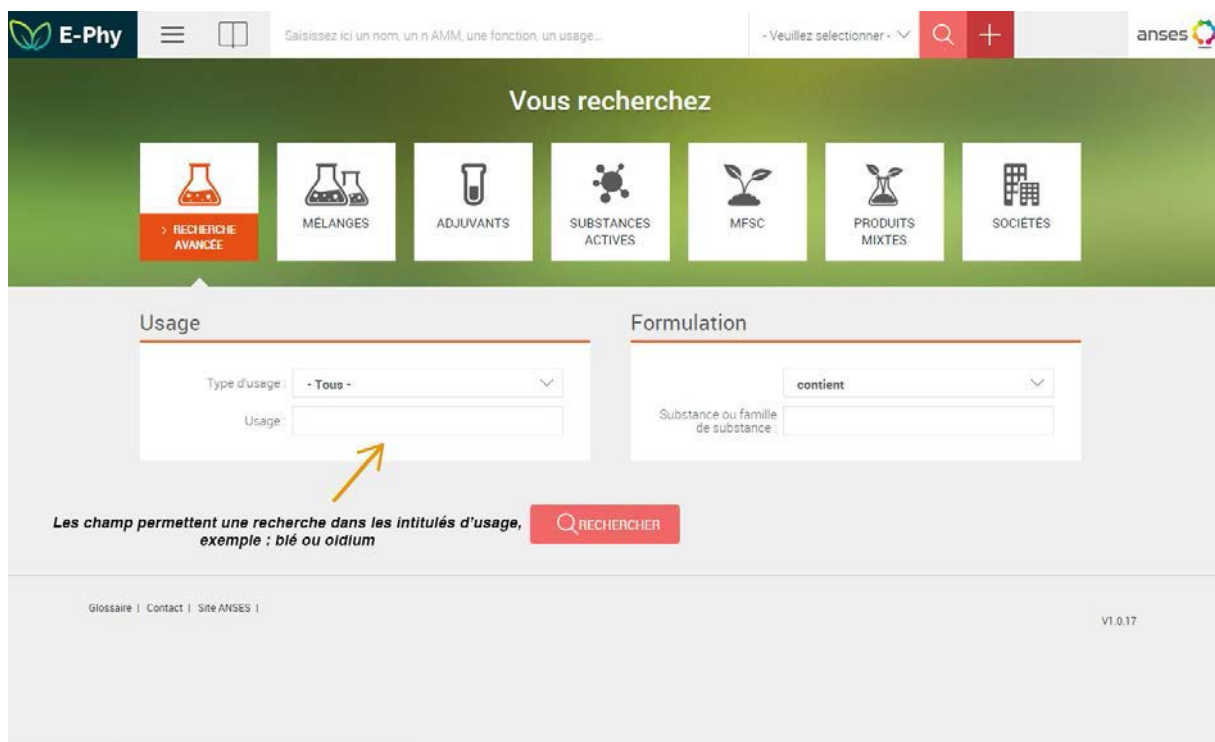 E-Phy
Saisissez ici un nom, un n AMM, une fonction, un usage...
- Veuillez selectionner -
anses
Vous recherchez
> RECHERCHE
AVANCÉE
MÉLANGES
ADJUVANTS
SUBSTANCES
ACTIVES
MFSC
PRODUITS
MIXTES
SOCIÉTÉS
Usage
Type d'usage :
- Tous -
Usage :
Formulation
contient
Substance ou famille
de substance :
Les champ permettent une recherche dans les intitulés d'usage,
exemple : blé ou oïdium
RECHERCHER
Glossaire | Contact | Site ANSES |
V1.0.17